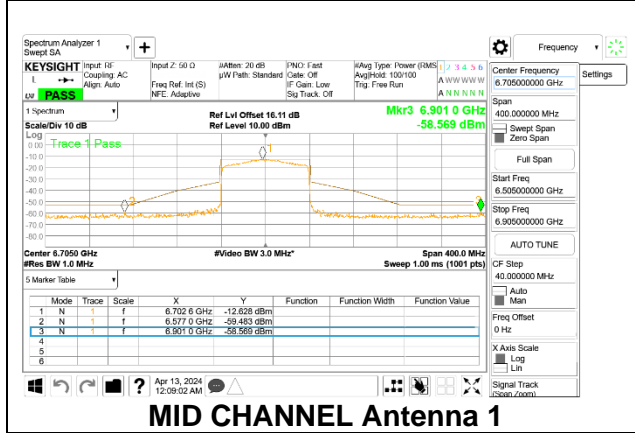 Spectrum Analyzer 1
Swept SA
Frequency
Settings
KEYSIGHT
Input: RF
Coupling: AC
Align: Auto
Input Z: 50 Ω
Freq Ref: Int (S)
NFE: Adaptive
#Atten: 20 dB
µW Path: Standard
PNO: Fast
Gate: Off
IF Gain: Low
Sig Track: Off
#Avg Type: Power (RMS
Avg|Hold: 100/100
Trig: Free Run
1 2 3 4 5 6
A W W W W W
A N N N N N
L
PASS
1 Spectrum
Scale/Div 10 dB
Ref Lvl Offset 16.11 dB
Ref Level 10.00 dBm
Mkr3 6.901 0 GHz
-58.569 dBm
Log
Trace 1 Pass
0.00
-10.0
-20.0
-30.0
-40.0
-50.0
-60.0
-70.0
-80.0
1
2
3
Center 6.7050 GHz
#Res BW 1.0 MHz
#Video BW 3.0 MHz*
Span 400.0 MHz
Sweep 1.00 ms (1001 pts)
5 Marker Table
Mode Trace Scale X Y Function Function Width Function Value
1 N 1 f 6.702 6 GHz -12.628 dBm
2 N 1 f 6.577 0 GHz -59.483 dBm
3 N 1 f 6.901 0 GHz -58.569 dBm
4
5
6
Apr 13, 2024
12:09:02 AM
Center Frequency
6.705000000 GHz
Span
400.000000 MHz
Swept Span
Zero Span
Full Span
Start Freq
6.505000000 GHz
Stop Freq
6.905000000 GHz
AUTO TUNE
CF Step
40.000000 MHz
Auto
Man
Freq Offset
0 Hz
X Axis Scale
Log
Lin
Signal Track
(Span Zoom)
MID CHANNEL Antenna 1